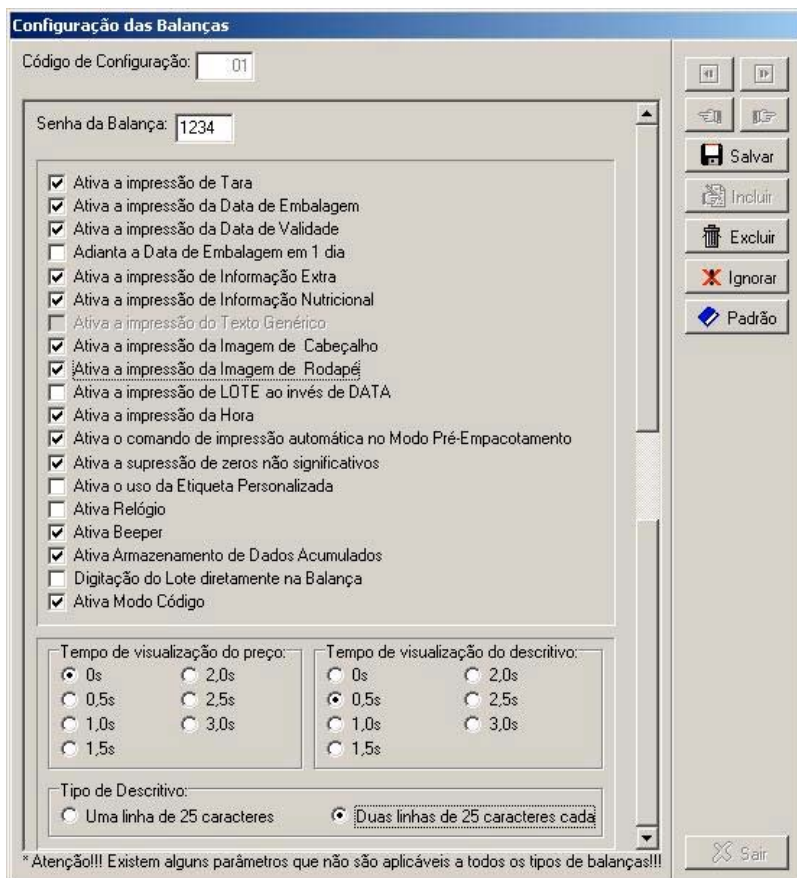 Configuração das Balanças
Código de Configuração: 01
Senha da Balança: 1234
Ativa a impressão de Tara
Ativa a impressão da Data de Embalagem
Ativa a impressão da Data de Validade
Adianta a Data de Embalagem em 1 dia
Ativa a impressão de Informação Extra
Ativa a impressão de Informação Nutricional
Ativa a impressão do Texto Genérico
Ativa a impressão da Imagem de Cabeçalho
Ativa a impressão da Imagem de Rodapé
Ativa a impressão de LOTE ao invés de DATA
Ativa a impressão da Hora
Ativa o comando de impressão automática no Modo Pré-Empacotamento
Ativa a supressão de zeros não significativos
Ativa o uso da Etiqueta Personalizada
Ativa Relógio
Ativa Beeper
Ativa Armazenamento de Dados Acumulados
Digitação do Lote diretamente na Balança
Ativa Modo Código
Tempo de visualização do preço:
0s 2,0s
0,5s 2,5s
1,0s 3,0s
1,5s
Tempo de visualização do descritivo:
0s 2,0s
0,5s 2,5s
1,0s 3,0s
1,5s
Tipo de Descritivo:
Uma linha de 25 caracteres Duas linhas de 25 caracteres cada
* Atenção!!! Existem alguns parâmetros que não são aplicáveis a todos os tipos de balanças!!!
Salvar
Incluir
Excluir
Ignorar
Padrão
Sair